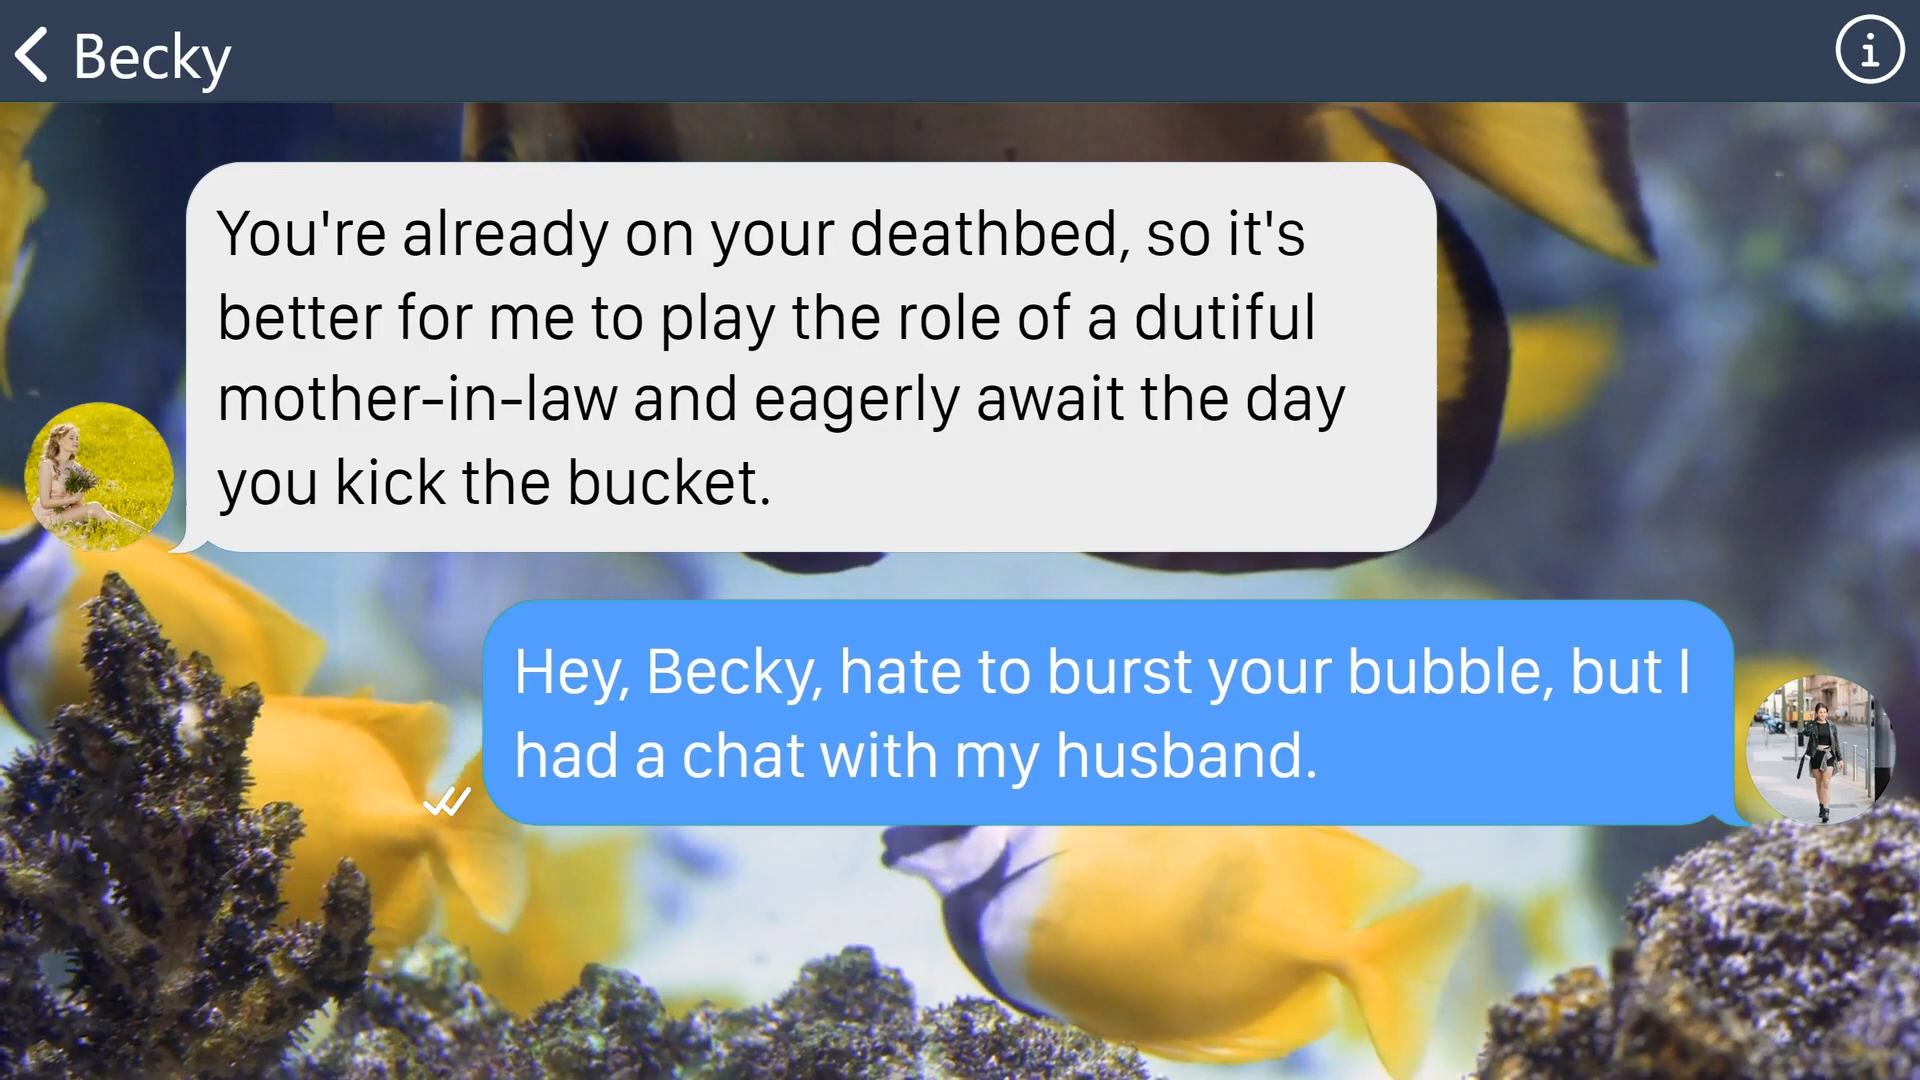 Becky
You're already on your deathbed, so it's
better for me to play the role of a dutiful
mother-in-law and eagerly await the day
you kick the bucket.
Hey, Becky, hate to burst your bubble, but I
had a chat with my husband.